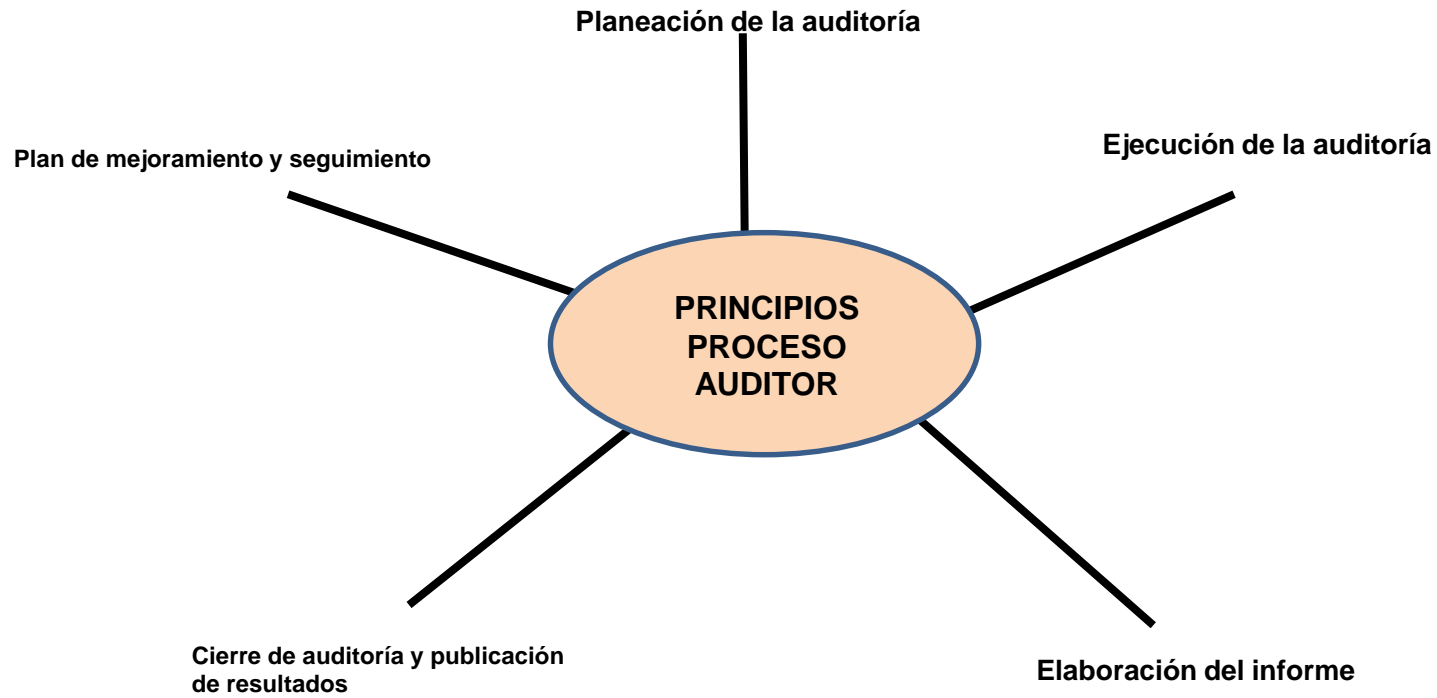 Planeación de la auditoría
Ejecución de la auditoría
Plan de mejoramiento y seguimiento
PRINCIPIOS
PROCESO
AUDITOR
Cierre de auditoría y publicación
de resultados
Elaboración del informe